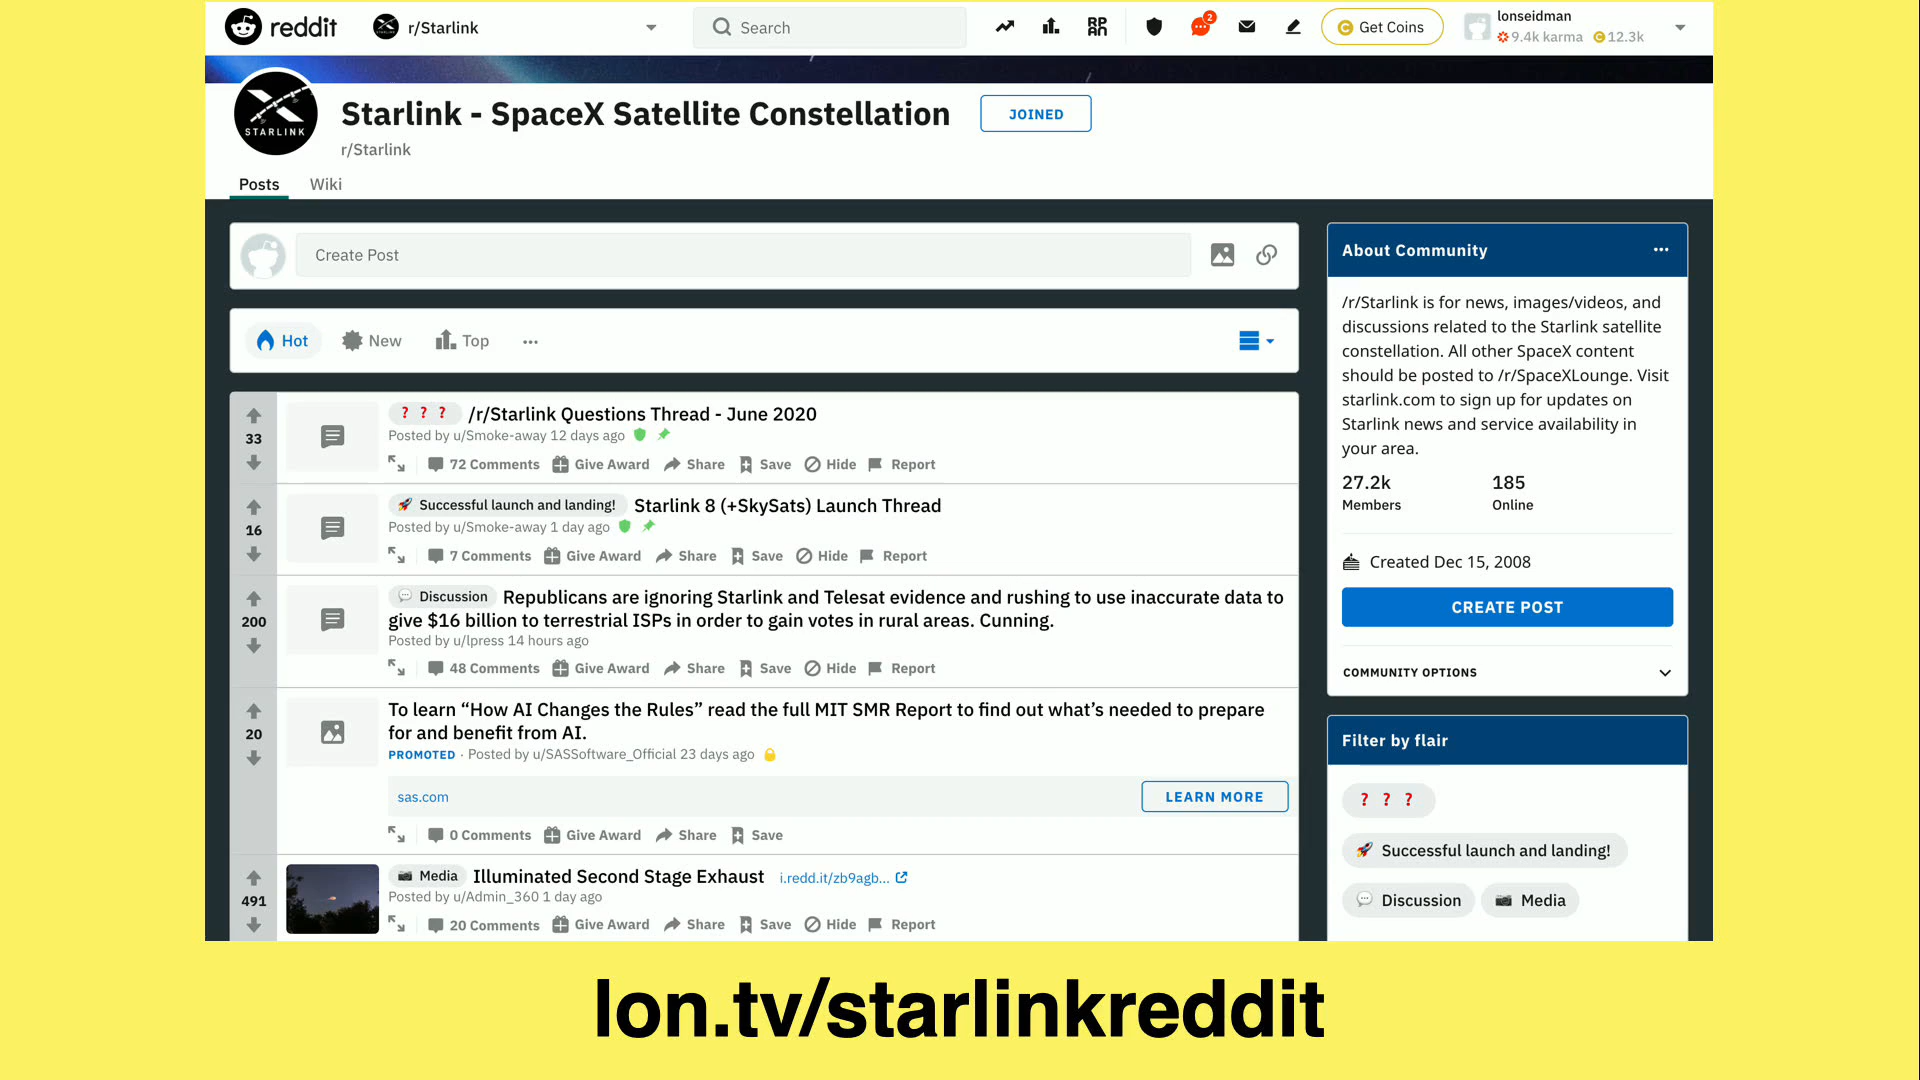 reddit
r/Starlink
Search
2
Get Coins
lonseidman
9.4k karma
12.3k
STARLINK
Starlink - SpaceX Satellite Constellation
JOINED
r/Starlink
Posts
Wiki
Create Post
Hot
New
Top
33
? ? ? /r/Starlink Questions Thread - June 2020
Posted by u/Smoke-away 12 days ago
72 Comments Give Award Share Save Hide Report
16
Successful launch and landing! Starlink 8 (+SkySats) Launch Thread
Posted by u/Smoke-away 1 day ago
7 Comments Give Award Share Save Hide Report
200
Discussion Republicans are ignoring Starlink and Telesat evidence and rushing to use inaccurate data to
give $16 billion to terrestrial ISPs in order to gain votes in rural areas. Cunning.
Posted by u/lpress 14 hours ago
48 Comments Give Award Share Save Hide Report
20
To learn “How AI Changes the Rules” read the full MIT SMR Report to find out what’s needed to prepare
for and benefit from AI.
PROMOTED · Posted by u/SASSoftware_Official 23 days ago
sas.com
LEARN MORE
0 Comments Give Award Share Save
491
Media Illuminated Second Stage Exhaust i.redd.it/zb9agb...
Posted by u/Admin_360 1 day ago
20 Comments Give Award Share Save Hide Report
About Community
/r/Starlink is for news, images/videos, and
discussions related to the Starlink satellite
constellation. All other SpaceX content
should be posted to /r/SpaceXLounge. Visit
starlink.com to sign up for updates on
Starlink news and service availability in
your area.
27.2k 185
Members Online
Created Dec 15, 2008
CREATE POST
COMMUNITY OPTIONS
Filter by flair
? ? ?
Successful launch and landing!
Discussion Media
lon.tv/starlinkreddit